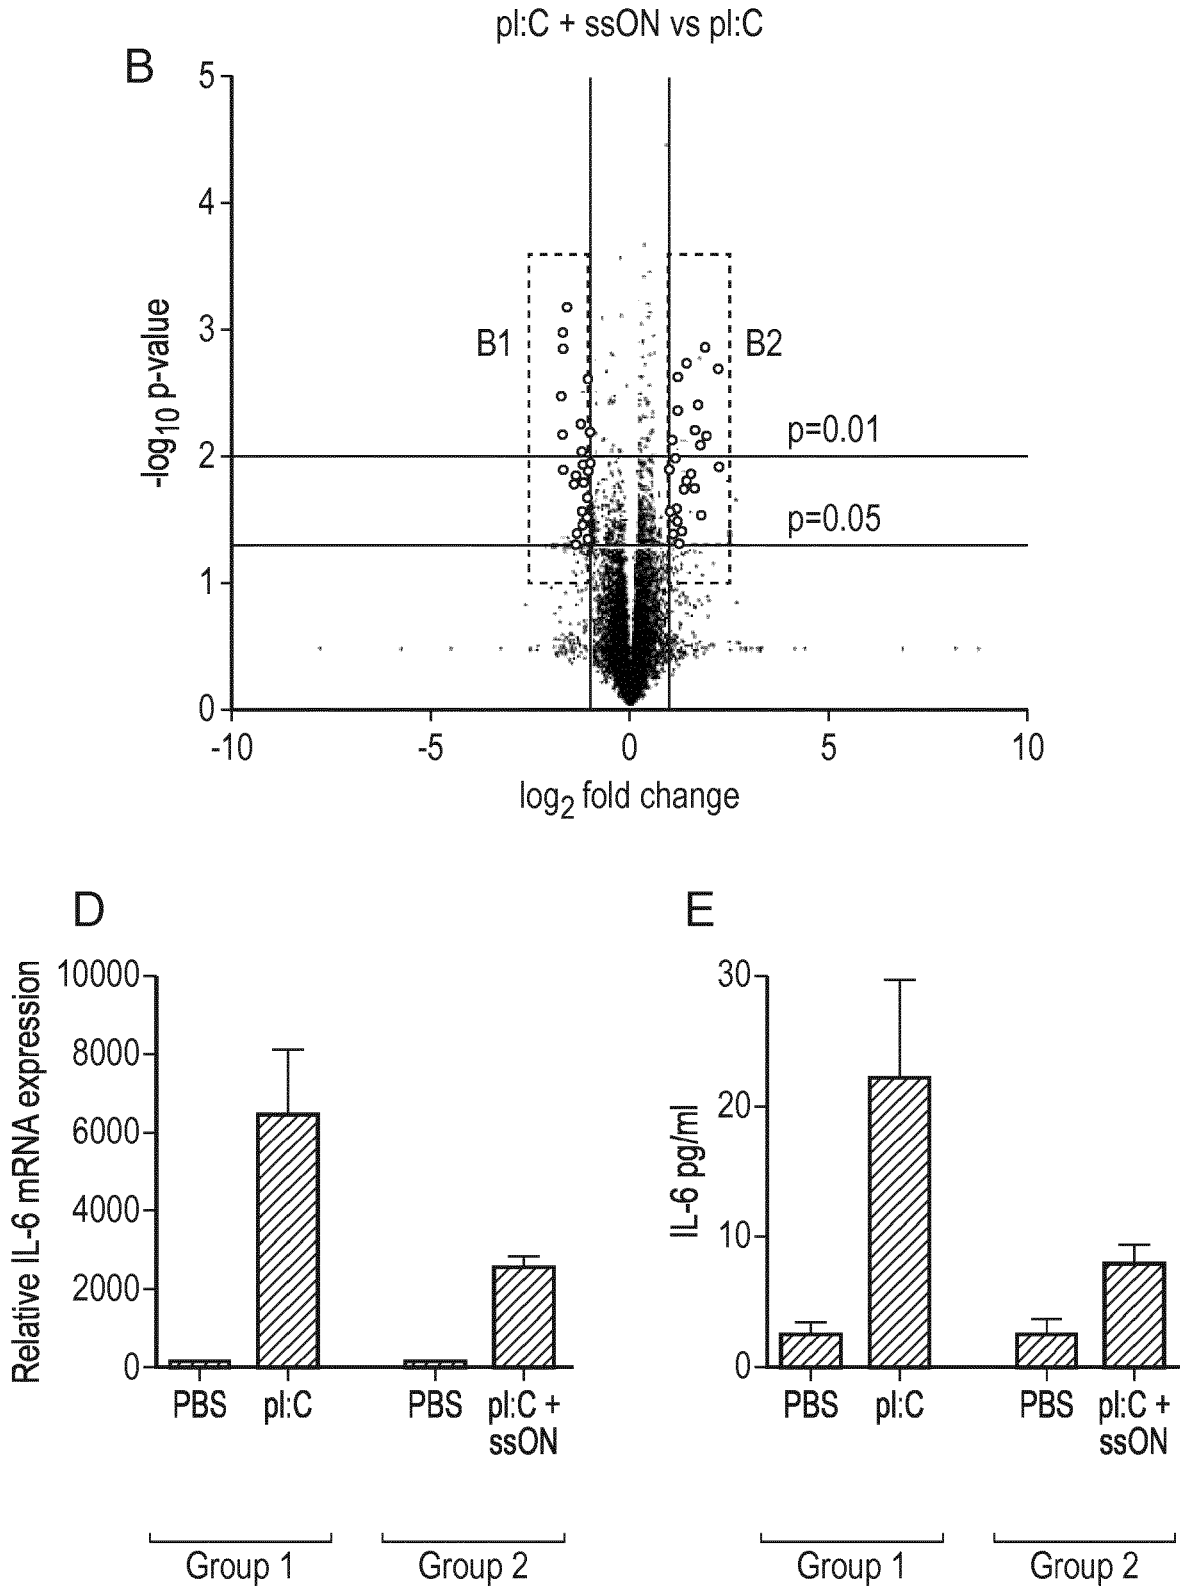 pI:C + ssON vs pI:C
B
5
4
3
2
1
0
-log10 p-value
B1
B2
p=0.01
p=0.05
-10
-5
0
5
10
log2 fold change
D
10000
8000
6000
4000
2000
0
Relative IL-6 mRNA expression
PBS
pI:C
PBS
pI:C +
ssON
Group 1
Group 2
E
30
20
10
0
IL-6 pg/ml
PBS
pI:C
PBS
pI:C +
ssON
Group 1
Group 2